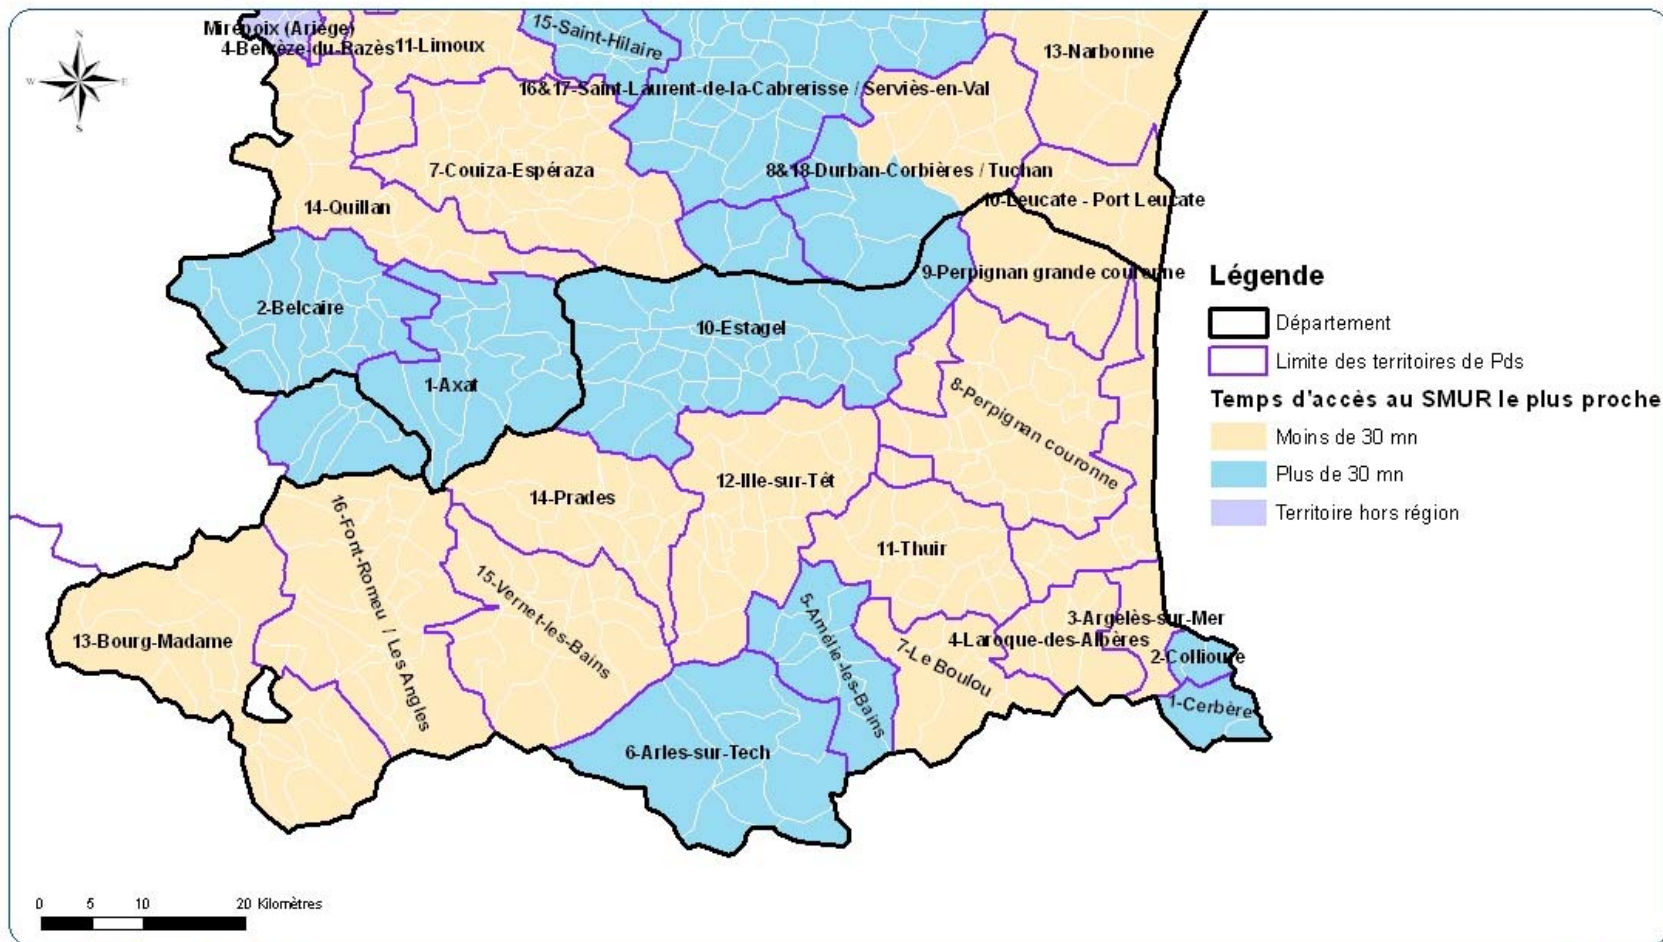 Mirepoix (Ariège)
4-Belvèze-du-Razès
11-Limoux
15-Saint-Hilaire
13-Narbonne
N
W
E
S
16&17-Saint-Laurent-de-la-Cabrerisse / Serviès-en-Val
7-Couiza-Espéraza
8&18-Durban-Corbières / Tuchan
14-Quillan
10-Leucate - Port Leucate
9-Perpignan grande couronne
2-Belcaire
10-Estagel
1-Axat
8-Perpignan couronne
12-Ille-sur-Têt
14-Prades
16-Font-Romeu / Les Angles
11-Thuir
15-Vernet-les-Bains
5-Amélie-les-Bains
3-Argelès-sur-Mer
4-Laroque-des-Albères
13-Bourg-Madame
7-Le Boulou
2-Collioure
1-Cerbère
6-Arles-sur-Tech
Légende
Département
Limite des territoires de Pds
Temps d'accès au SMUR le plus proche
Moins de 30 mn
Plus de 30 mn
Territoire hors région
0 5 10 20 Kilomètres